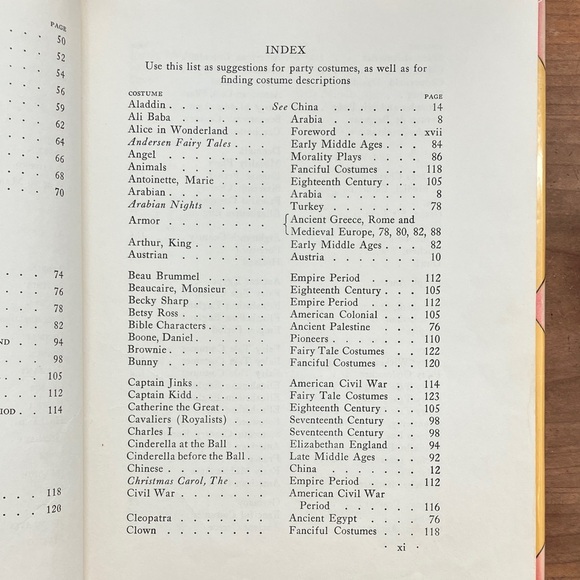 PAGE
50
52
54
56
59
62
64
66
68
70
74
76
78
82
ND . . . 94
98
105
112
OD . . . 114
118
120
INDEX
Use this list as suggestions for party costumes, as well as for
finding costume descriptions
COSTUME PAGE
Aladdin . . . . . . . . See China . . . . . . . 14
Ali Baba . . . . . . . Arabia . . . . . . . 8
Alice in Wonderland . . . Foreword . . . . . . xvii
Andersen Fairy Tales . . . Early Middle Ages . . . 84
Angel . . . . . . . . Morality Plays . . . . 86
Animals . . . . . . . Fanciful Costumes . . . 118
Antoinette, Marie . . . . Eighteenth Century . . . 105
Arabian . . . . . . . Arabia . . . . . . . 8
Arabian Nights . . . . . Turkey . . . . . . . 78
Armor . . . . . . . { Ancient Greece, Rome and
Medieval Europe, 78, 80, 82, 88
Arthur, King . . . . . . Early Middle Ages . . . 82
Austrian . . . . . . . Austria . . . . . . . 10
Beau Brummel . . . . . Empire Period . . . . 112
Beaucaire, Monsieur . . . Eighteenth Century . . . 105
Becky Sharp . . . . . . Empire Period . . . . 112
Betsy Ross . . . . . . . American Colonial . . . 105
Bible Characters . . . . . Ancient Palestine . . . 76
Boone, Daniel . . . . . . Pioneers . . . . . . 110
Brownie . . . . . . . Fairy Tale Costumes . . 122
Bunny . . . . . . . . Fanciful Costumes . . . 120
Captain Jinks . . . . . . American Civil War . . 114
Captain Kidd . . . . . . Fairy Tale Costumes . . 123
Catherine the Great . . . . Eighteenth Century . . . 105
Cavaliers (Royalists) . . . Seventeenth Century . . 98
Charles I . . . . . . . Seventeenth Century . . 98
Cinderella at the Ball . . . Elizabethan England . . 94
Cinderella before the Ball . . Late Middle Ages . . . 92
Chinese . . . . . . . China . . . . . . . 12
Christmas Carol, The . . . Empire Period . . . . 112
Civil War . . . . . . . American Civil War
Period . . . . . . 116
Cleopatra . . . . . . . Ancient Egypt . . . . 76
Clown . . . . . . . . Fanciful Costumes . . . 118
xi